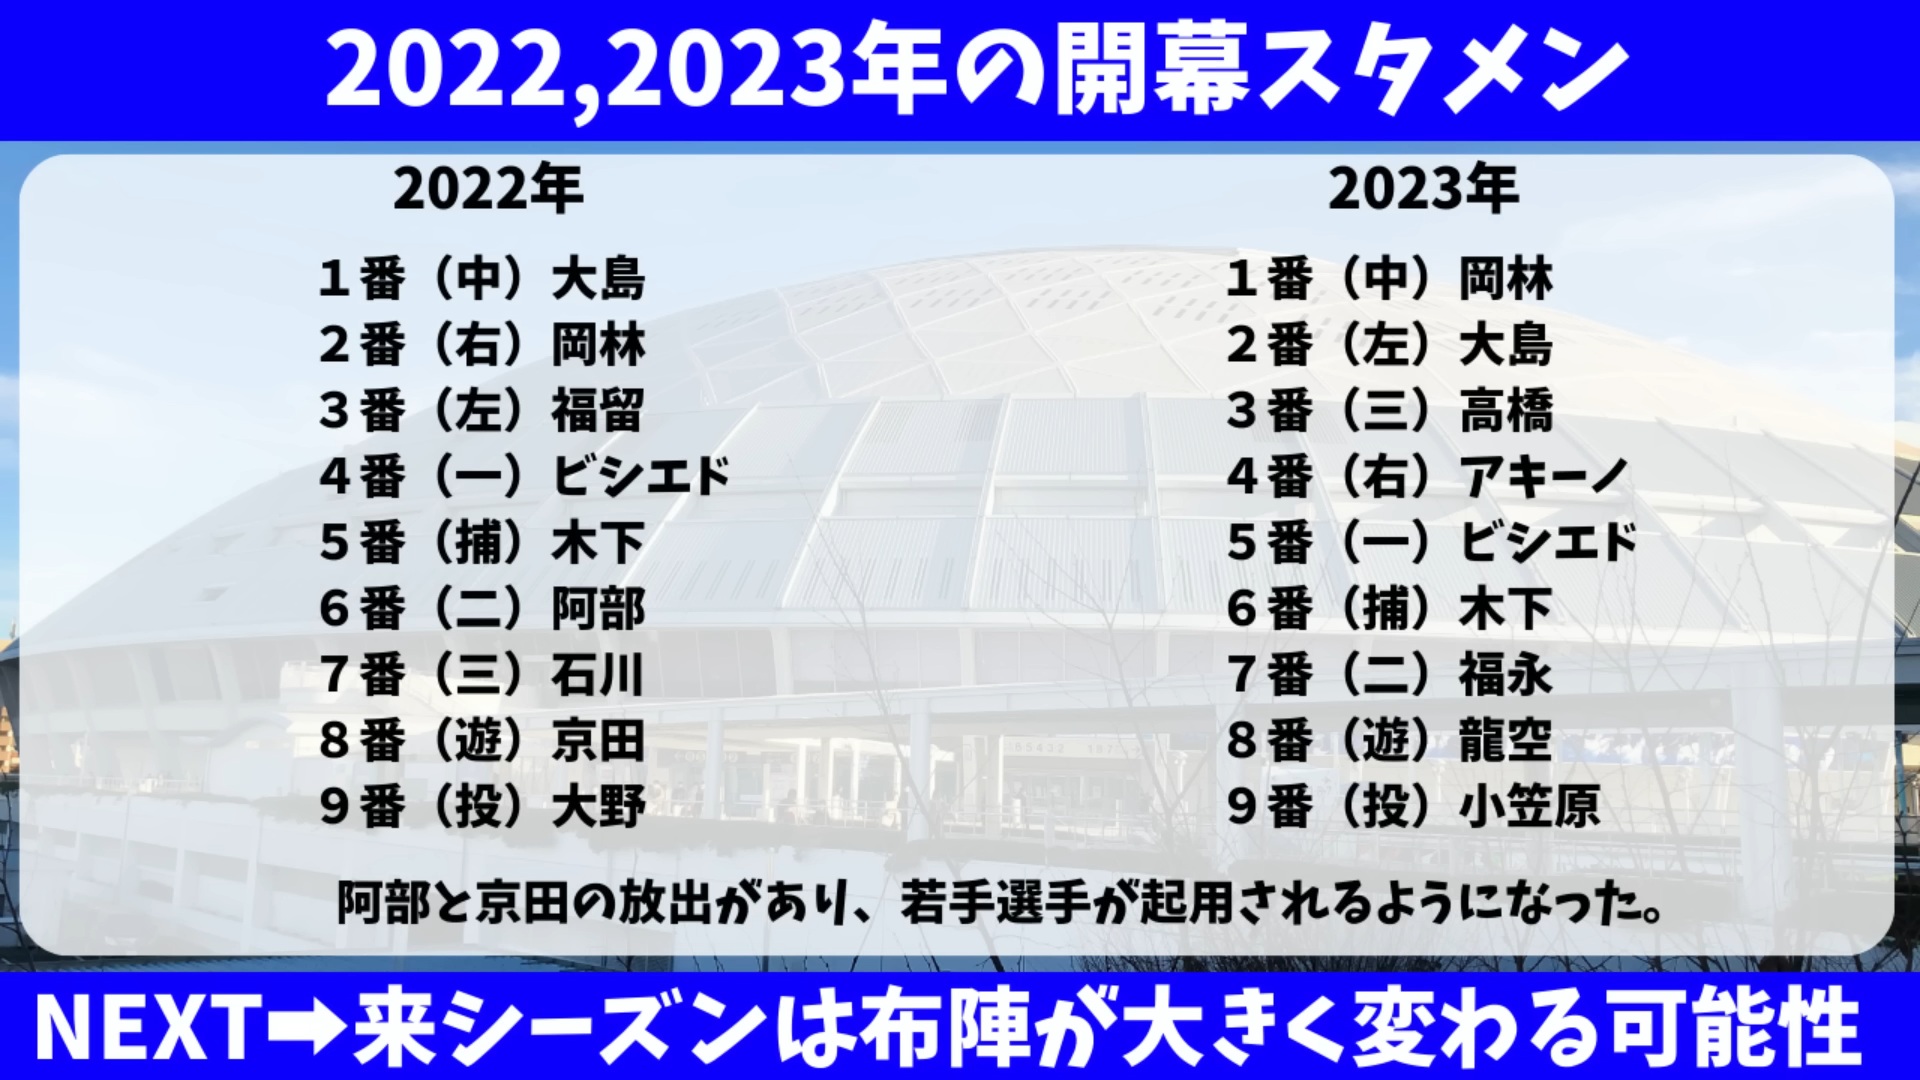 2022,2023年の開幕スタメン
2022年
１番（中）大島
２番（右）岡林
３番（左）福留
４番（一）ビシエド
５番（捕）木下
６番（二）阿部
７番（三）石川
８番（遊）京田
９番（投）大野
2023年
１番（中）岡林
２番（左）大島
３番（三）高橋
４番（右）アキーノ
５番（一）ビシエド
６番（捕）木下
７番（二）福永
８番（遊）龍空
９番（投）小笠原
阿部と京田の放出があり、若手選手が起用されるようになった。
NEXT➡来シーズンは布陣が大きく変わる可能性